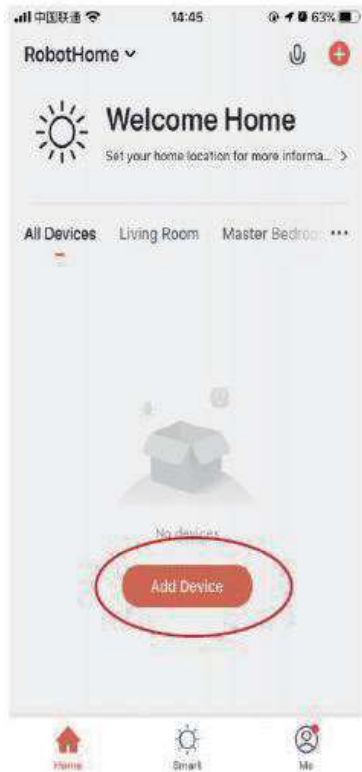 中国联通 14:45 63%
RobotHome
Welcome Home
Set your home location for more informa... >
All Devices Living Room Master Bedroo ...
No devices
Add Device
Home Smart Me